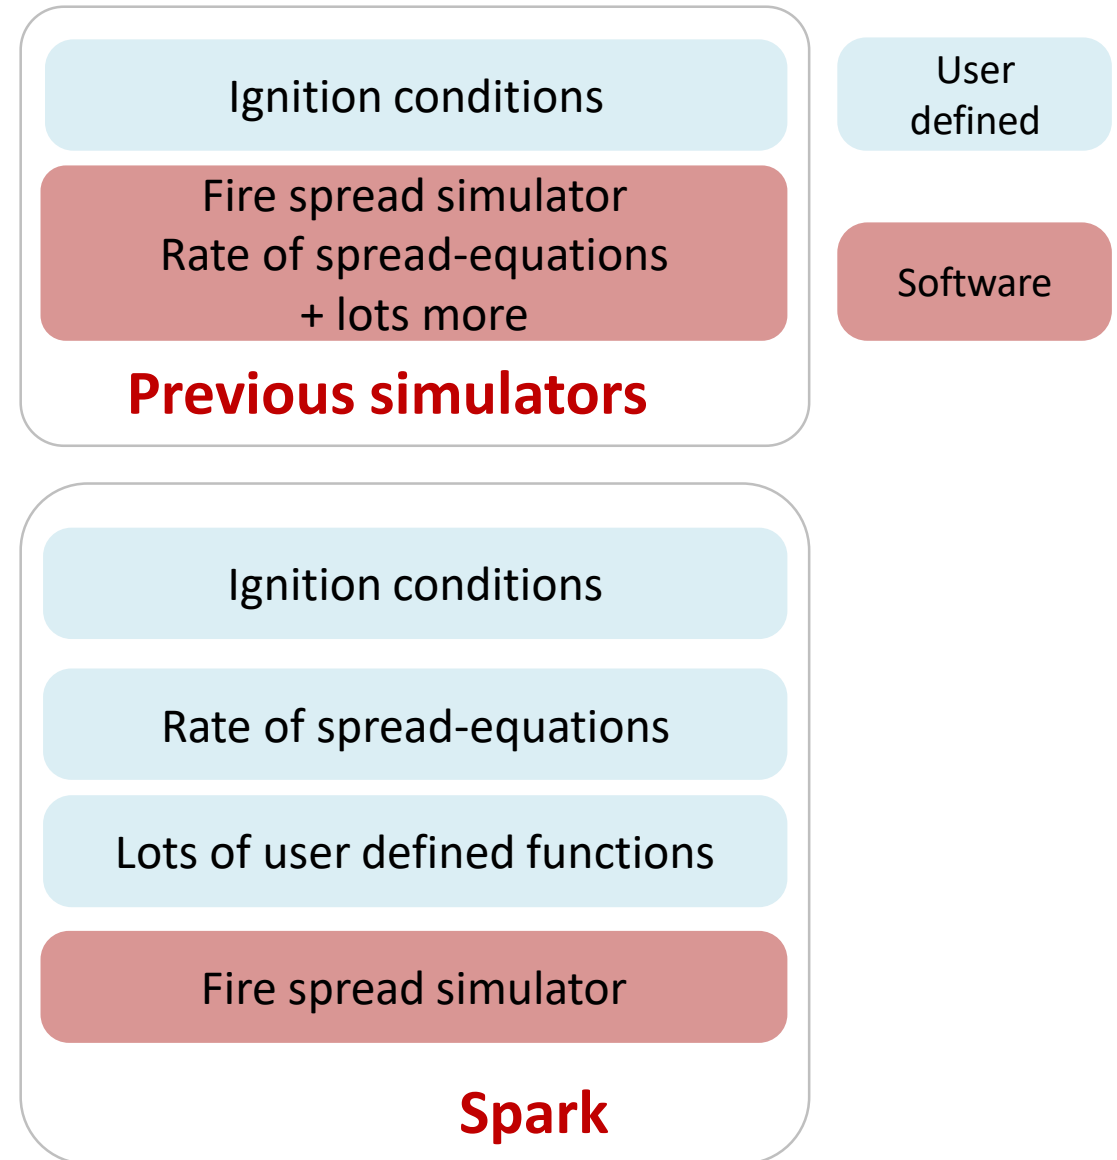 Ignition conditions
Fire spread simulator
Rate of spread-equations
+ lots more
Previous simulators
User
defined
Software
Ignition conditions
Rate of spread-equations
Lots of user defined functions
Fire spread simulator
Spark